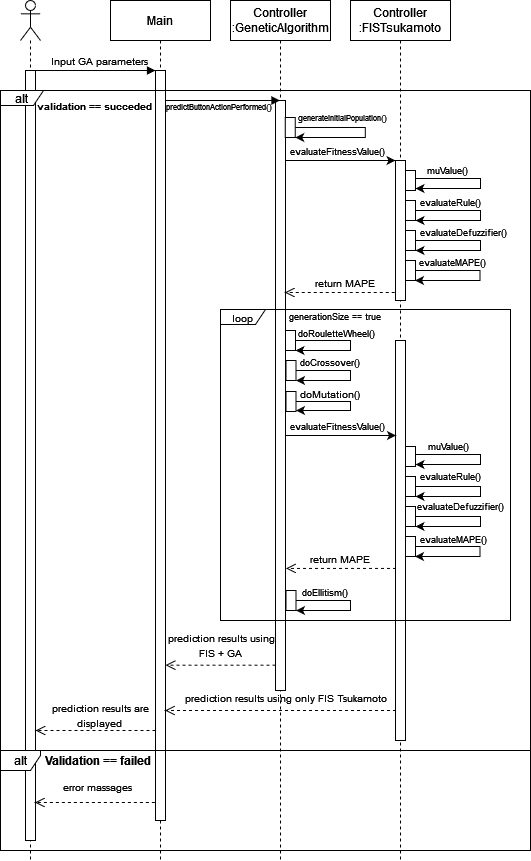 Main
Controller
:GeneticAlgorithm
Controller
:FISTsukamoto
Input GA parameters
alt
validation == succeded
predictButtonActionPerformed()
generateInitialPopulation()
evaluateFitnessValue()
muValue()
evaluateRule()
evaluateDefuzzifier()
evaluateMAPE()
return MAPE
loop
generationSize == true
doRouletteWheel()
doCrossover()
doMutation()
evaluateFitnessValue()
muValue()
evaluateRule()
evaluateDefuzzifier()
evaluateMAPE()
return MAPE
doEllitism()
prediction results using
FIS + GA
prediction results using only FIS Tsukamoto
prediction results are
displayed
alt
Validation == failed
error massages